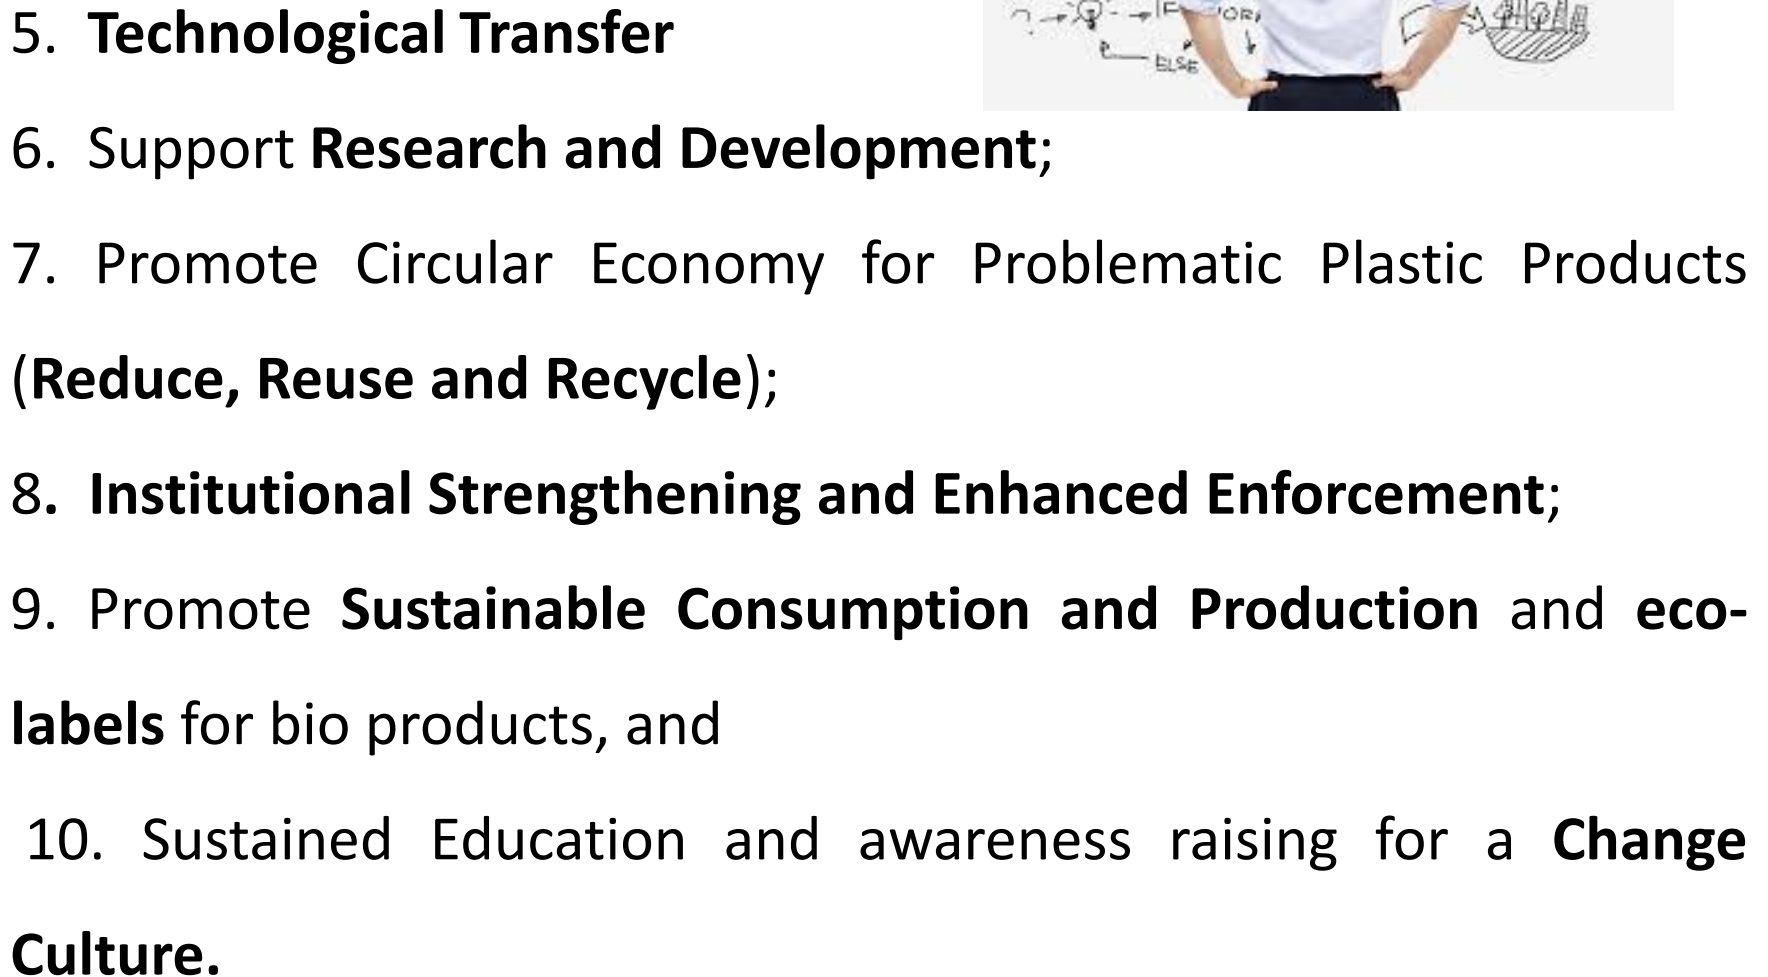 5. Technological Transfer
ELSE
6. Support Research and Development;
7. Promote Circular Economy for Problematic Plastic Products
(Reduce, Reuse and Recycle);
8. Institutional Strengthening and Enhanced Enforcement;
9. Promote Sustainable Consumption and Production and eco-
labels for bio products, and
10. Sustained Education and awareness raising for a Change
Culture.